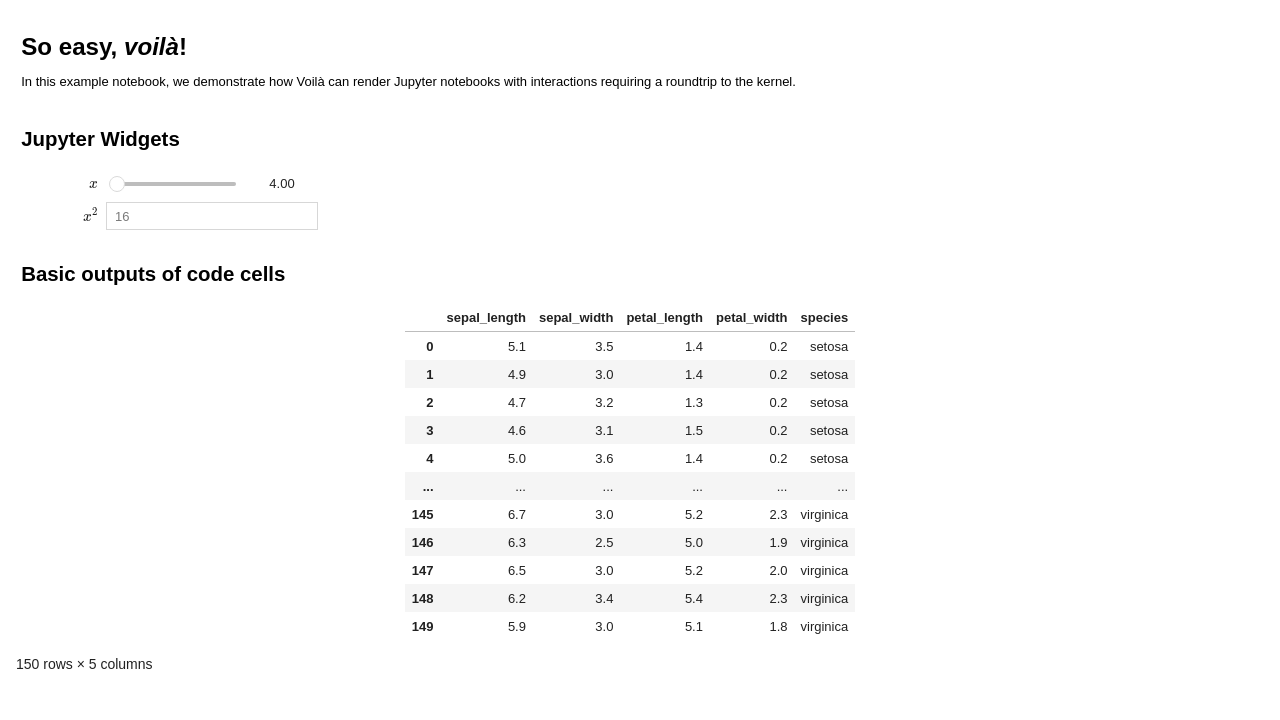 So easy, voilà!
In this example notebook, we demonstrate how Voilà can render Jupyter notebooks with interactions requiring a roundtrip to the kernel.
Jupyter Widgets
x 4.00
x² 16
Basic outputs of code cells
sepal_length sepal_width petal_length petal_width species
0 5.1 3.5 1.4 0.2 setosa
1 4.9 3.0 1.4 0.2 setosa
2 4.7 3.2 1.3 0.2 setosa
3 4.6 3.1 1.5 0.2 setosa
4 5.0 3.6 1.4 0.2 setosa
... ... ... ... ... ...
145 6.7 3.0 5.2 2.3 virginica
146 6.3 2.5 5.0 1.9 virginica
147 6.5 3.0 5.2 2.0 virginica
148 6.2 3.4 5.4 2.3 virginica
149 5.9 3.0 5.1 1.8 virginica
150 rows × 5 columns